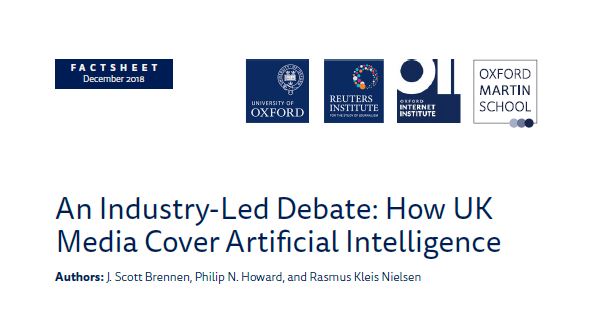 FACTSHEET
December 2018
UNIVERSITY OF
OXFORD
REUTERS
INSTITUTE
FOR THE STUDY OF JOURNALISM
OII
OXFORD
INTERNET
INSTITUTE
OXFORD
MARTIN
SCHOOL
An Industry-Led Debate: How UK
Media Cover Artificial Intelligence
Authors: J. Scott Brennen, Philip N. Howard, and Rasmus Kleis Nielsen